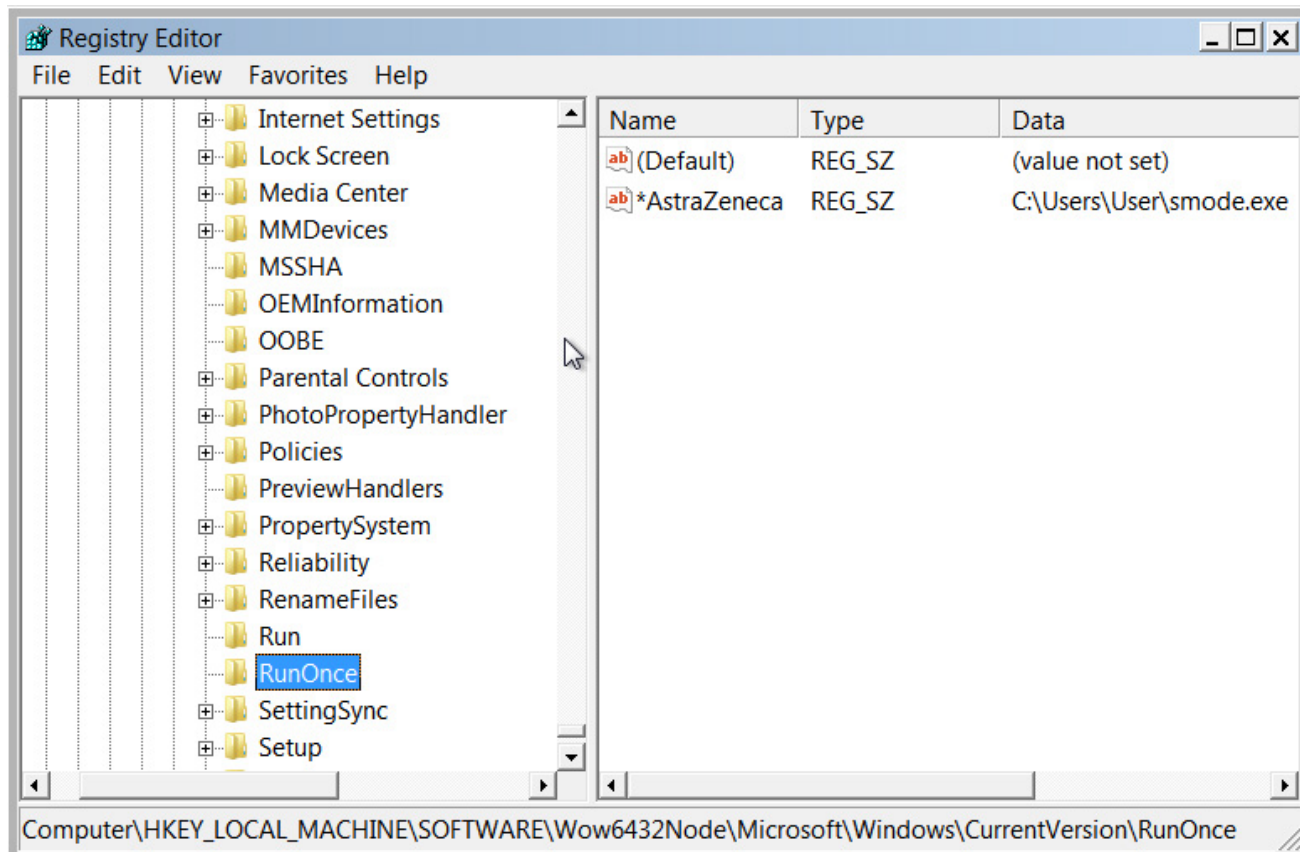 Registry Editor
File Edit View Favorites Help
Internet Settings
Lock Screen
Media Center
MMDevices
MSSHA
OEMInformation
OOBE
Parental Controls
PhotoPropertyHandler
Policies
PreviewHandlers
PropertySystem
Reliability
RenameFiles
Run
RunOnce
SettingSync
Setup
Name Type Data
ab (Default) REG_SZ (value not set)
ab *AstraZeneca REG_SZ C:\Users\User\smode.exe
Computer\HKEY_LOCAL_MACHINE\SOFTWARE\Wow6432Node\Microsoft\Windows\CurrentVersion\RunOnce